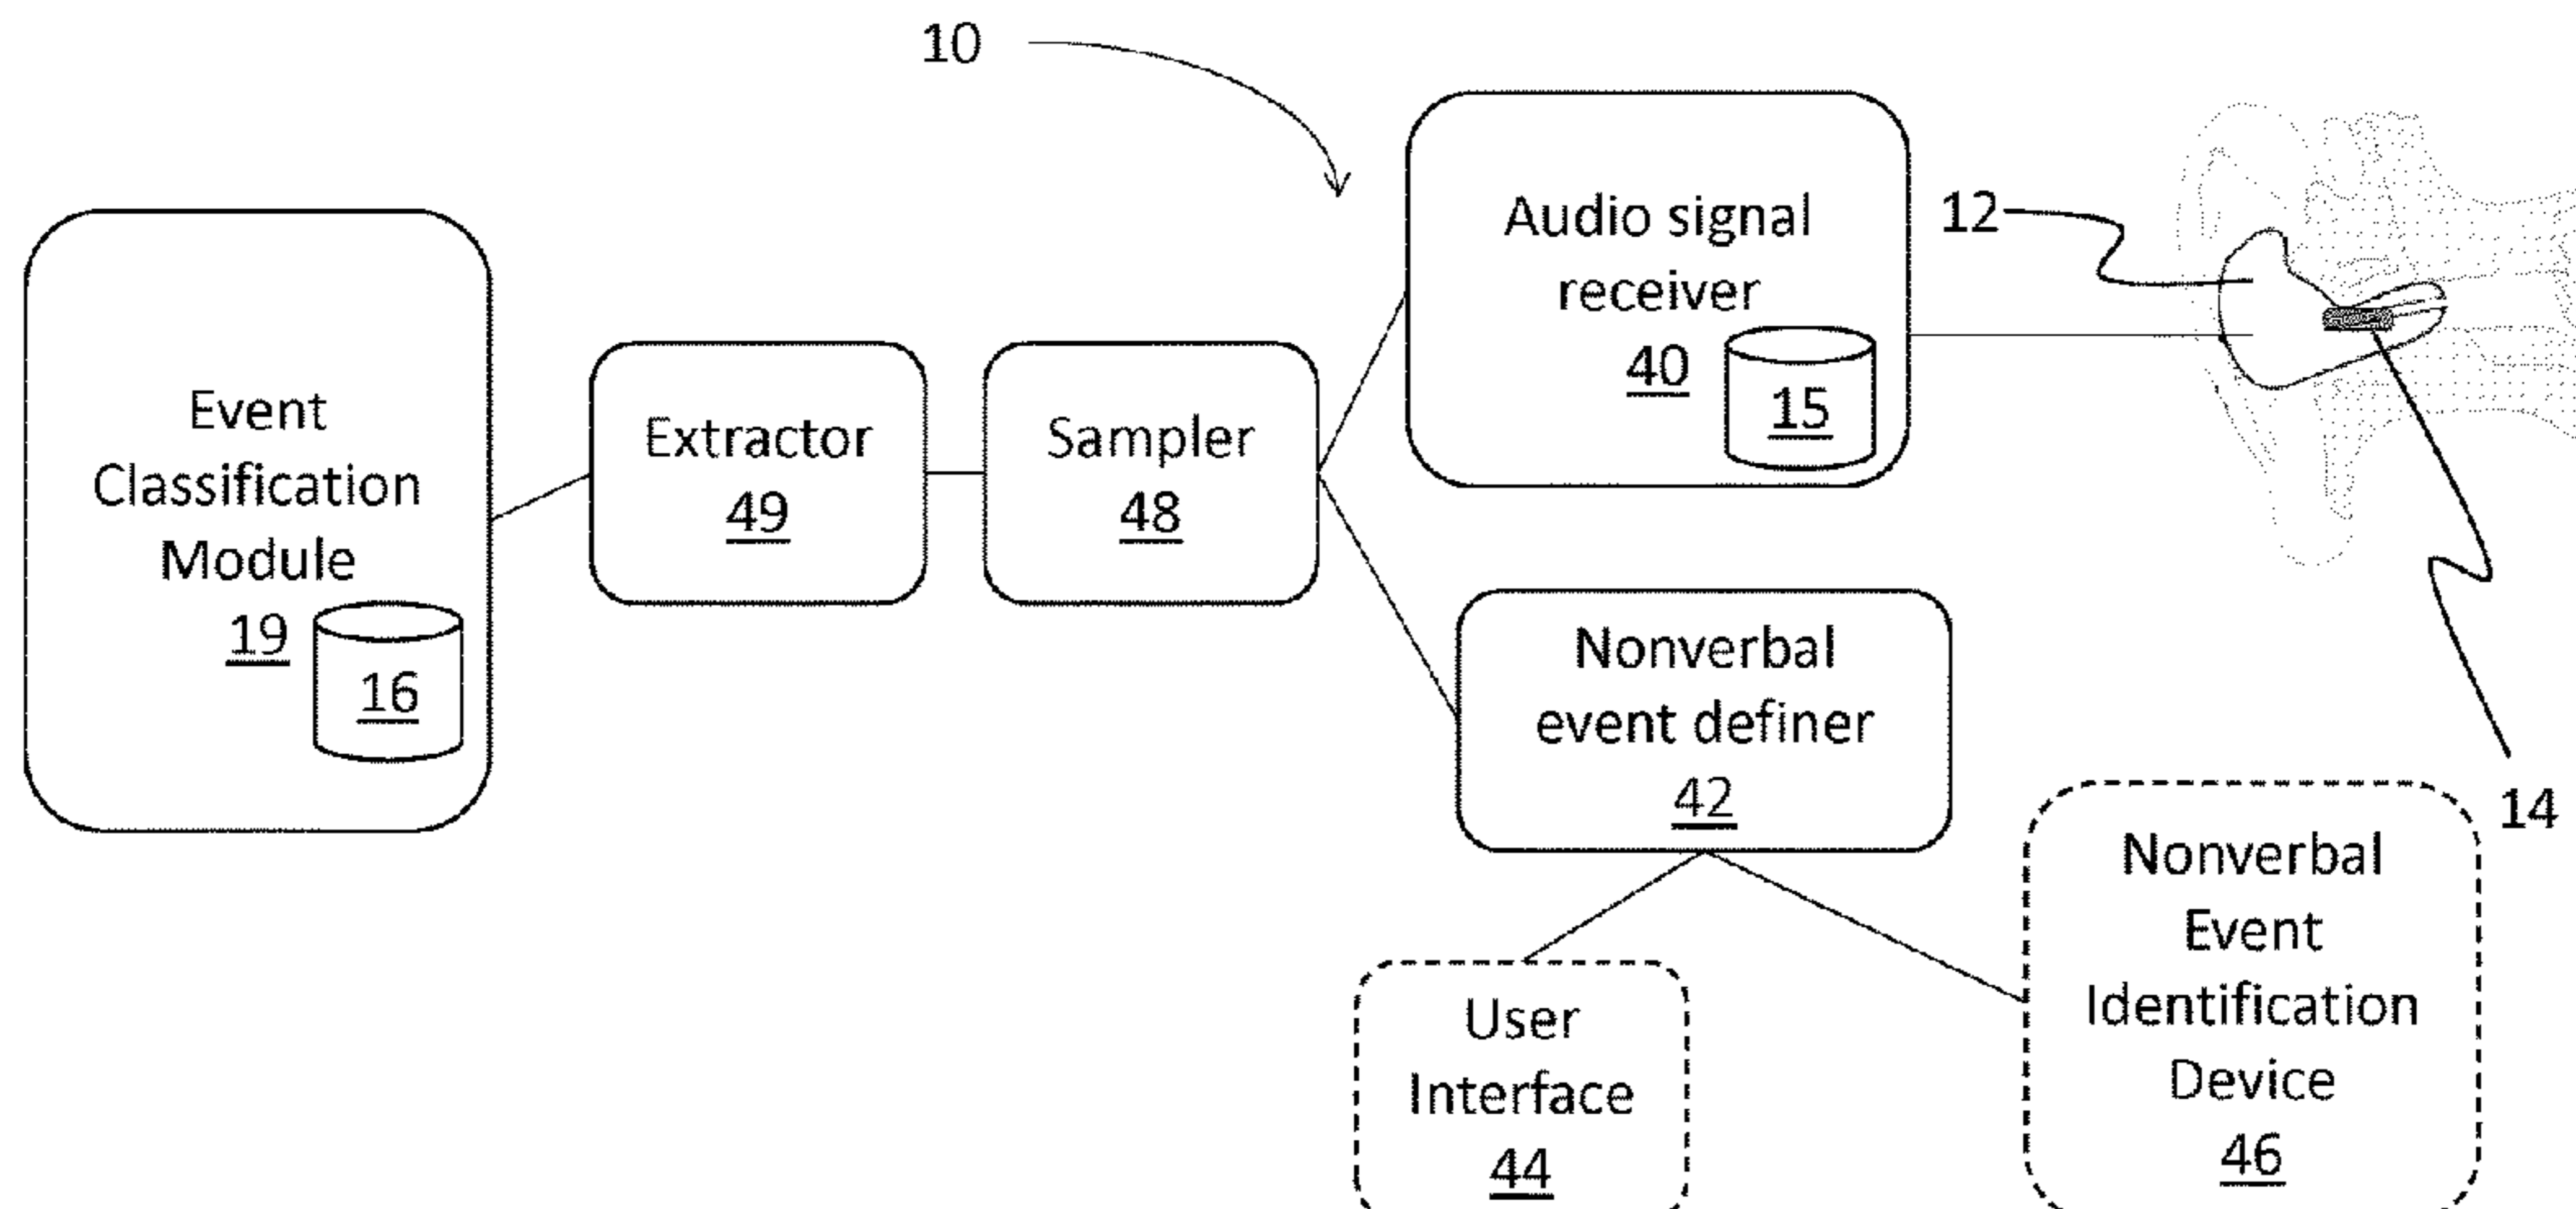 10
Event
Classification
Module
19
16
Extractor
49
Sampler
48
Audio signal
receiver
40
15
12
14
Nonverbal
event definer
42
User
Interface
44
Nonverbal
Event
Identification
Device
46